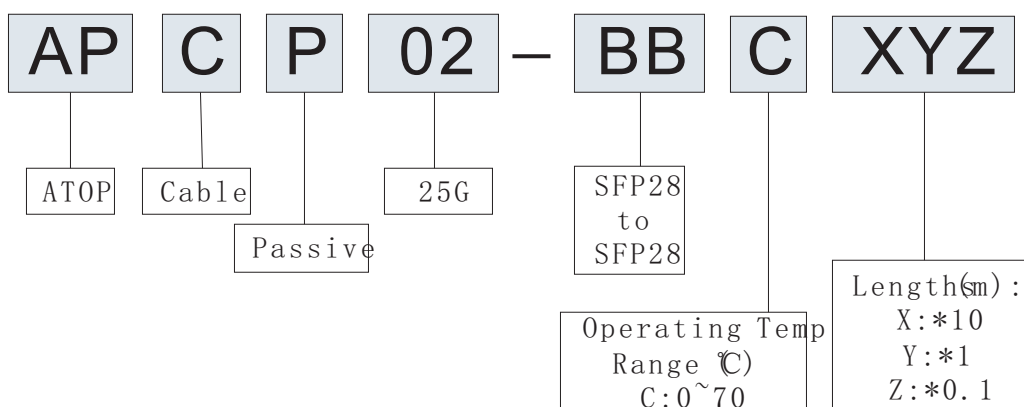 AP C P 02 – BB C XYZ
ATOP
Cable
25G
Passive
SFP28
to
SFP28
Operating Temp
Range (℃)
C:0~70
Length(sm):
X:*10
Y:*1
Z:*0.1